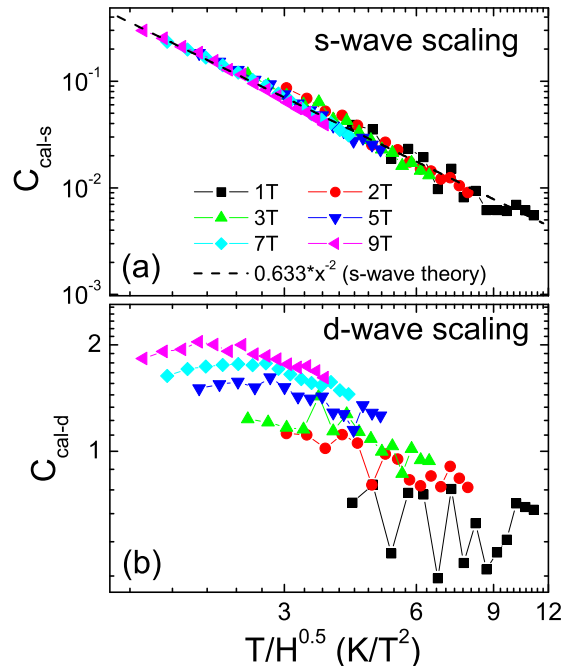 s-wave scaling
10⁻¹
10⁻²
10⁻³
C_cal-s
1T 2T
3T 5T
7T 9T
0.633*x⁻² (s-wave theory)
(a)
d-wave scaling
2
1
C_cal-d
(b)
3 6 9 12
T/H^0.5 (K/T²)